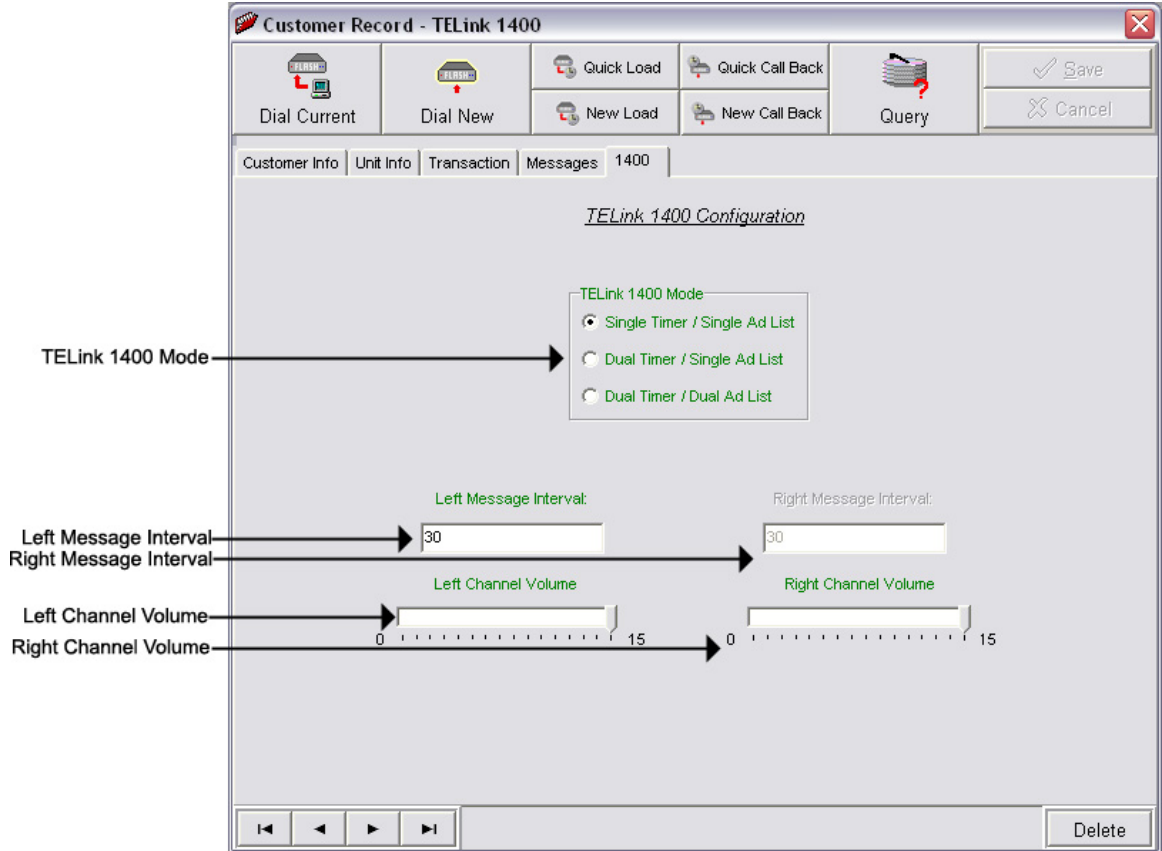 Customer Record - TELink 1400
Dial Current
Dial New
Quick Load
New Load
Quick Call Back
New Call Back
Query
Save
Cancel
Customer Info
Unit Info
Transaction
Messages
1400
TELink 1400 Configuration
TELink 1400 Mode
TELink 1400 Mode
Single Timer / Single Ad List
Dual Timer / Single Ad List
Dual Timer / Dual Ad List
Left Message Interval:
Right Message Interval:
Left Message Interval
30
30
Right Message Interval
Left Channel Volume
Right Channel Volume
Left Channel Volume
0 15
0 15
Right Channel Volume
Delete